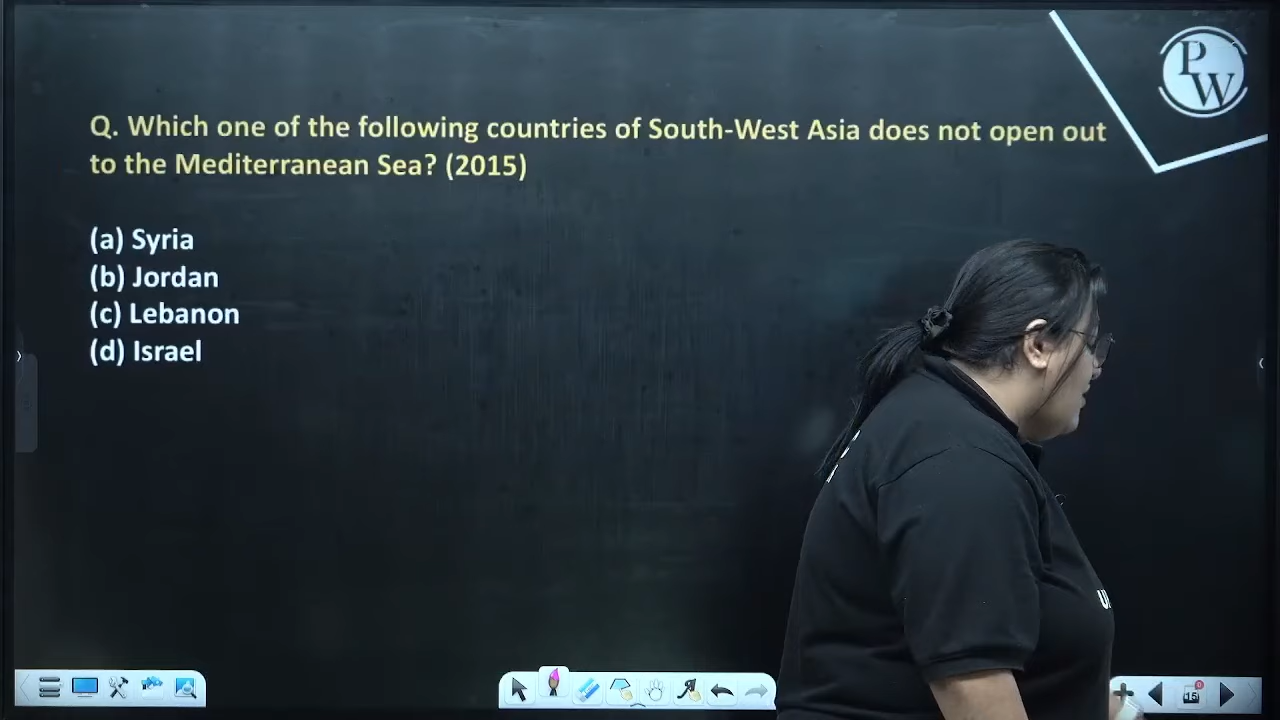 PW
Q. Which one of the following countries of South-West Asia does not open out
to the Mediterranean Sea? (2015)
(a) Syria
(b) Jordan
(c) Lebanon
(d) Israel
15